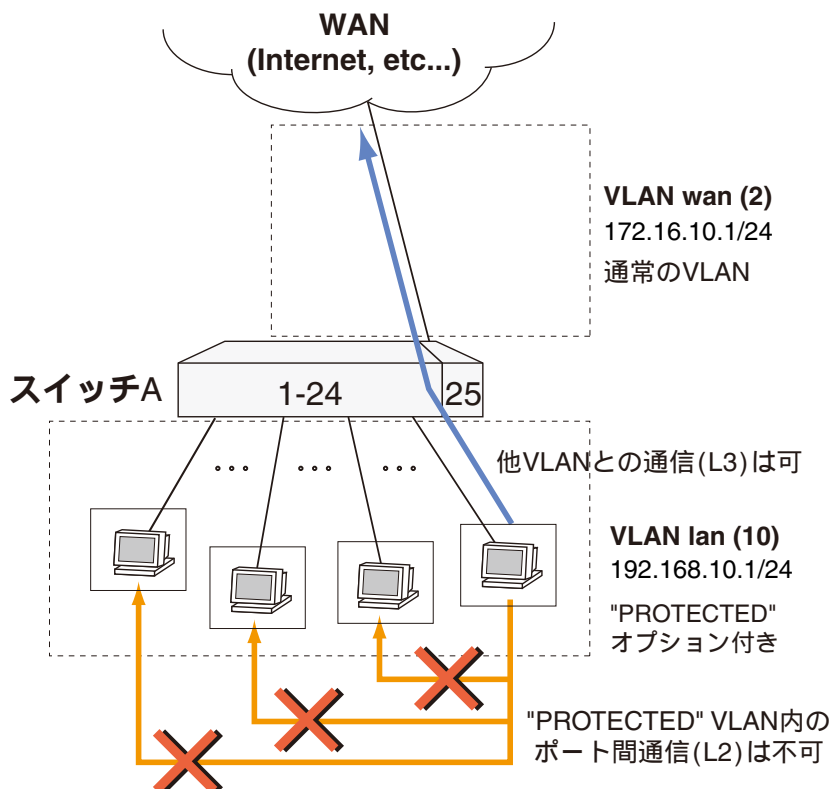 WAN
(Internet, etc...)
VLAN wan (2)
172.16.10.1/24
通常のVLAN
スイッチA
1-24
25
... ... ...
他VLANとの通信(L3)は可
VLAN lan (10)
192.168.10.1/24
"PROTECTED"
オプション付き
"PROTECTED" VLAN内の
ポート間通信(L2)は不可